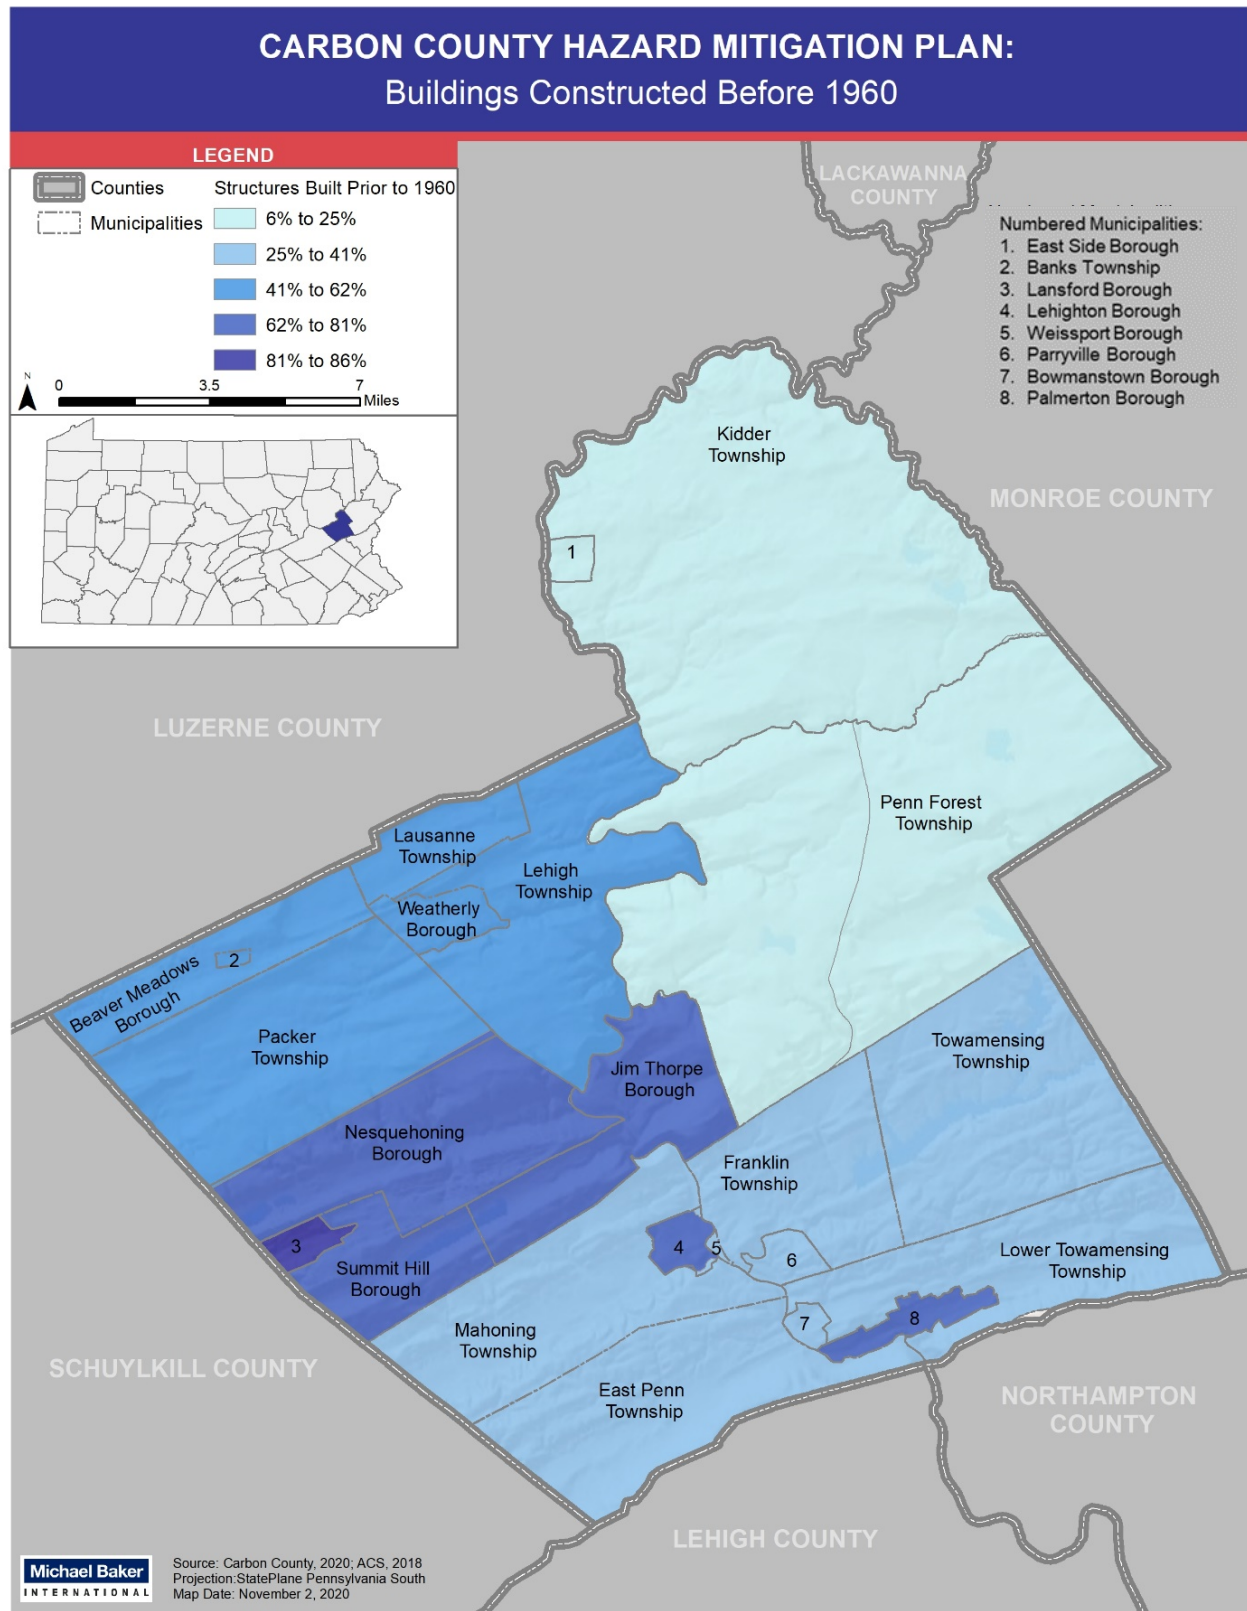 CARBON COUNTY HAZARD MITIGATION PLAN:
Buildings Constructed Before 1960
LEGEND
Counties
Municipalities
Structures Built Prior to 1960
6% to 25%
25% to 41%
41% to 62%
62% to 81%
81% to 86%
N
0 3.5 7
Miles
LACKAWANNA
COUNTY
Numbered Municipalities:
1. East Side Borough
2. Banks Township
3. Lansford Borough
4. Lehighton Borough
5. Weissport Borough
6. Parryville Borough
7. Bowmanstown Borough
8. Palmerton Borough
Kidder
Township
MONROE COUNTY
1
LUZERNE COUNTY
Penn Forest
Township
Lausanne
Township
Lehigh
Township
Weatherly
Borough
2
Beaver Meadows
Borough
Packer
Township
Towamensing
Township
Jim Thorpe
Borough
Nesquehoning
Borough
Franklin
Township
3
4
5
6
Lower Towamensing
Township
Summit Hill
Borough
7
8
Mahoning
Township
SCHUYLKILL COUNTY
East Penn
Township
NORTHAMPTON
COUNTY
LEHIGH COUNTY
Michael Baker
INTERNATIONAL
Source: Carbon County, 2020; ACS, 2018
Projection:StatePlane Pennsylvania South
Map Date: November 2, 2020